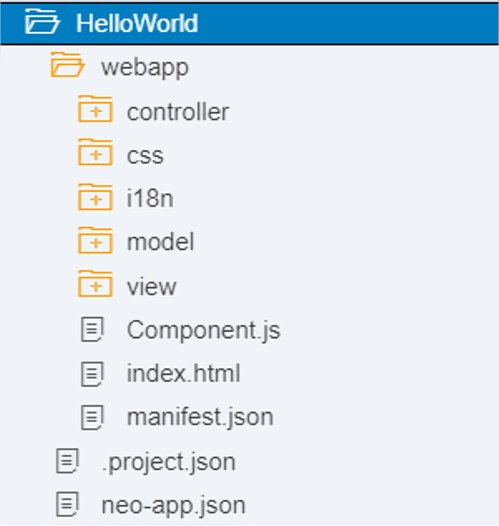 HelloWorld
webapp
controller
css
i18n
model
view
Component.js
index.html
manifest.json
.project.json
neo-app.json